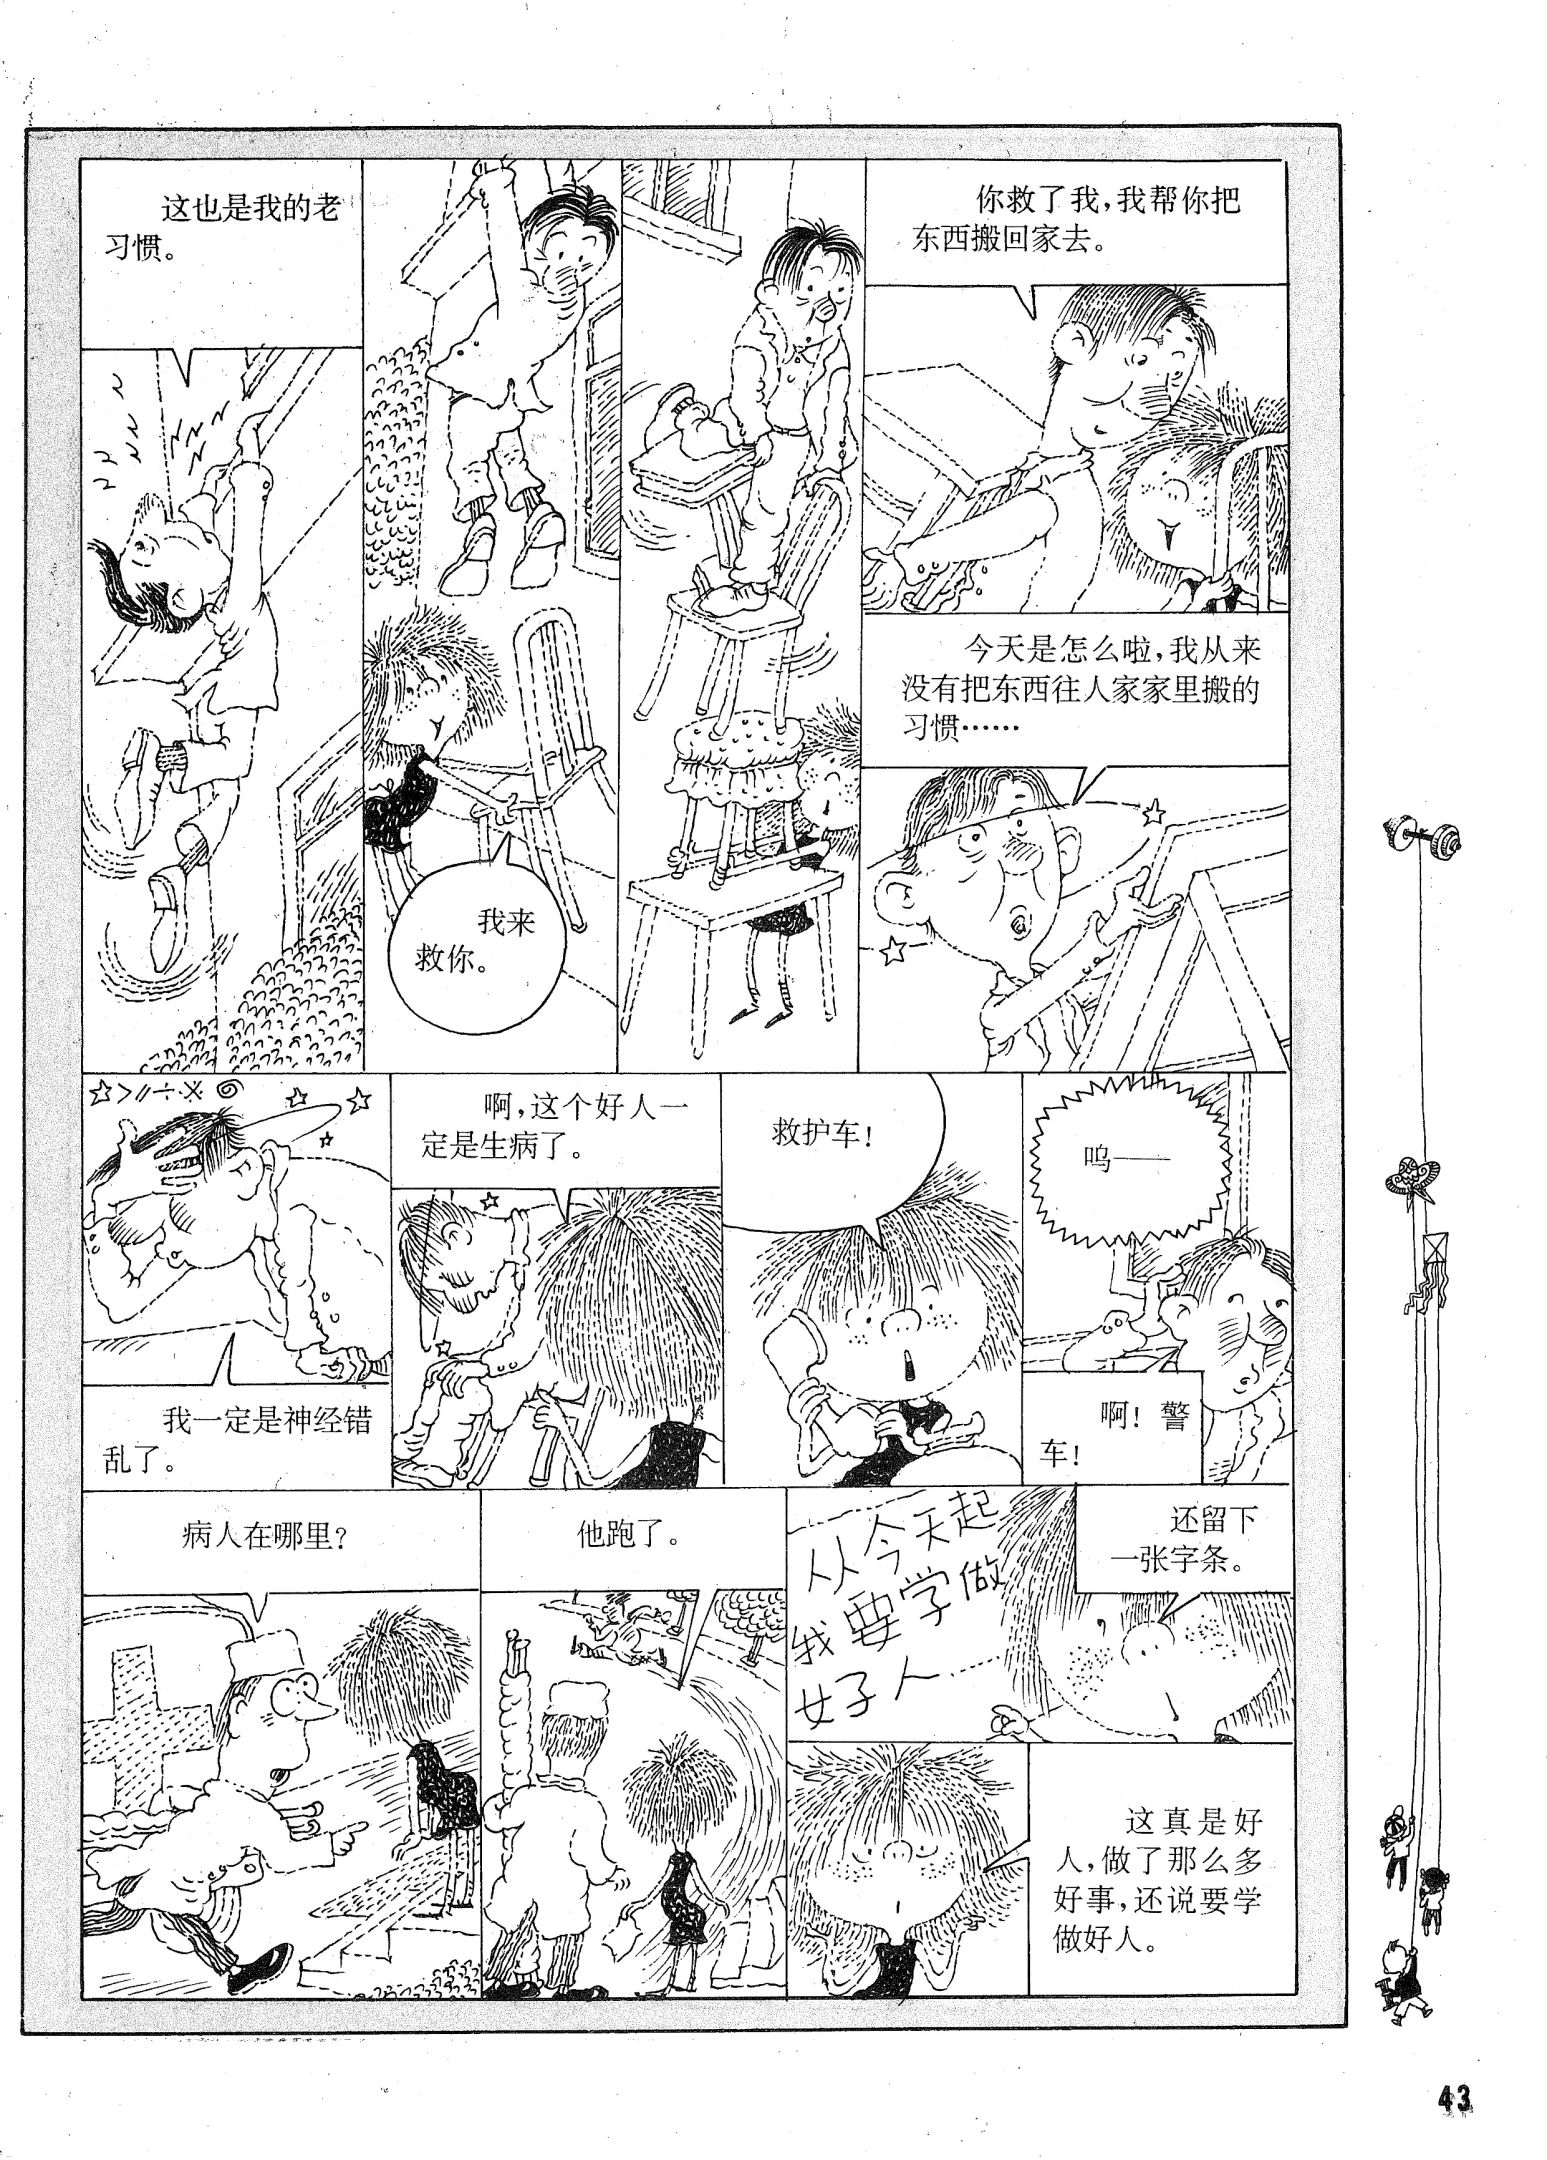 这也是我的老
习惯。
我来
救你。
你救了我，我帮你把
东西搬回家去。
今天是怎么啦，我从来
没有把东西往人家家里搬的
习惯……
我一定是神经错
乱了。
啊，这个好人一
定是生病了。
救护车！
呜——
啊！警
车！
病人在哪里？
他跑了。
从今天起
我要学做
好人
还留下
一张字条。
这真是好
人，做了那么多
好事，还说要学
做好人。
43